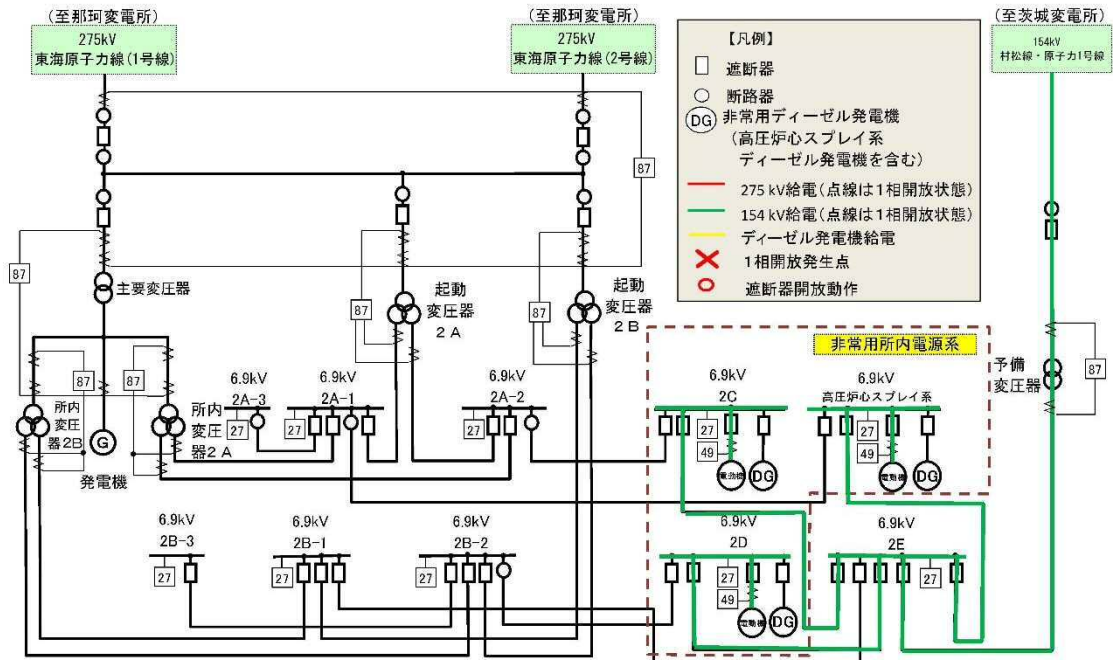 (至那珂変電所)
275kV
東海原子力線(1号線)
(至那珂変電所)
275kV
東海原子力線(2号線)
(至茨城変電所)
154kV
村松線・原子力1号線
【凡例】
遮断器
断路器
DG 非常用ディーゼル発電機
(高圧炉心スプレイ系
ディーゼル発電機を含む)
275 kV給電(点線は1相開放状態)
154 kV給電(点線は1相開放状態)
ディーゼル発電機給電
1相開放発生点
遮断器開放動作
87
87
87
87
主要変圧器
起動
変圧器
2A
起動
変圧器
2B
非常用所内電源系
予備
変圧器
87
87
87
所内
変圧
器2B
G
発電機
所内
変圧
器2A
6.9kV
2A-3
27
6.9kV
2A-1
27
6.9kV
2A-2
27
6.9kV
2C
27
49
電動機
DG
6.9kV
高圧炉心スプレイ系
27
49
電動機
DG
6.9kV
2B-3
27
6.9kV
2B-1
27
6.9kV
2B-2
27
6.9kV
2D
27
49
電動機
DG
6.9kV
2E
27